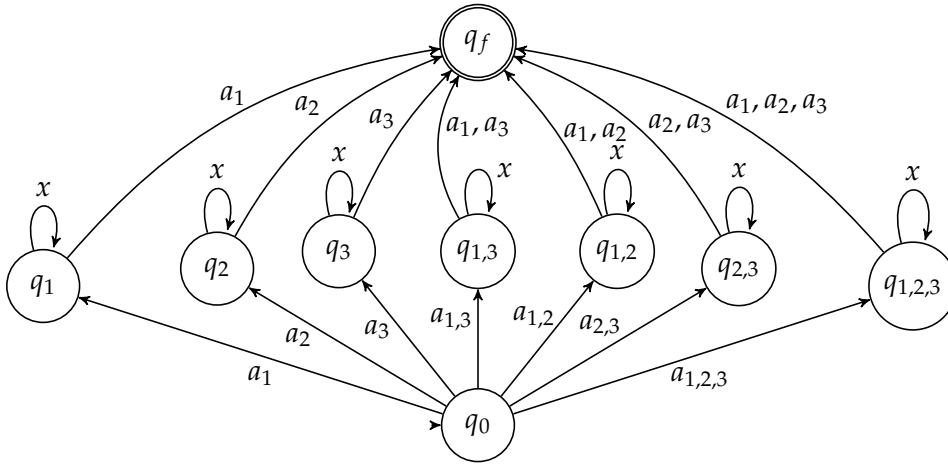 q_f
a_1
a_2
a_3
a_1, a_3
a_1, a_2
a_2, a_3
a_1, a_2, a_3
x
x
x
x
x
x
x
q_1
q_2
q_3
q_{1,3}
q_{1,2}
q_{2,3}
q_{1,2,3}
a_1
a_2
a_3
a_{1,3}
a_{1,2}
a_{2,3}
a_{1,2,3}
q_0